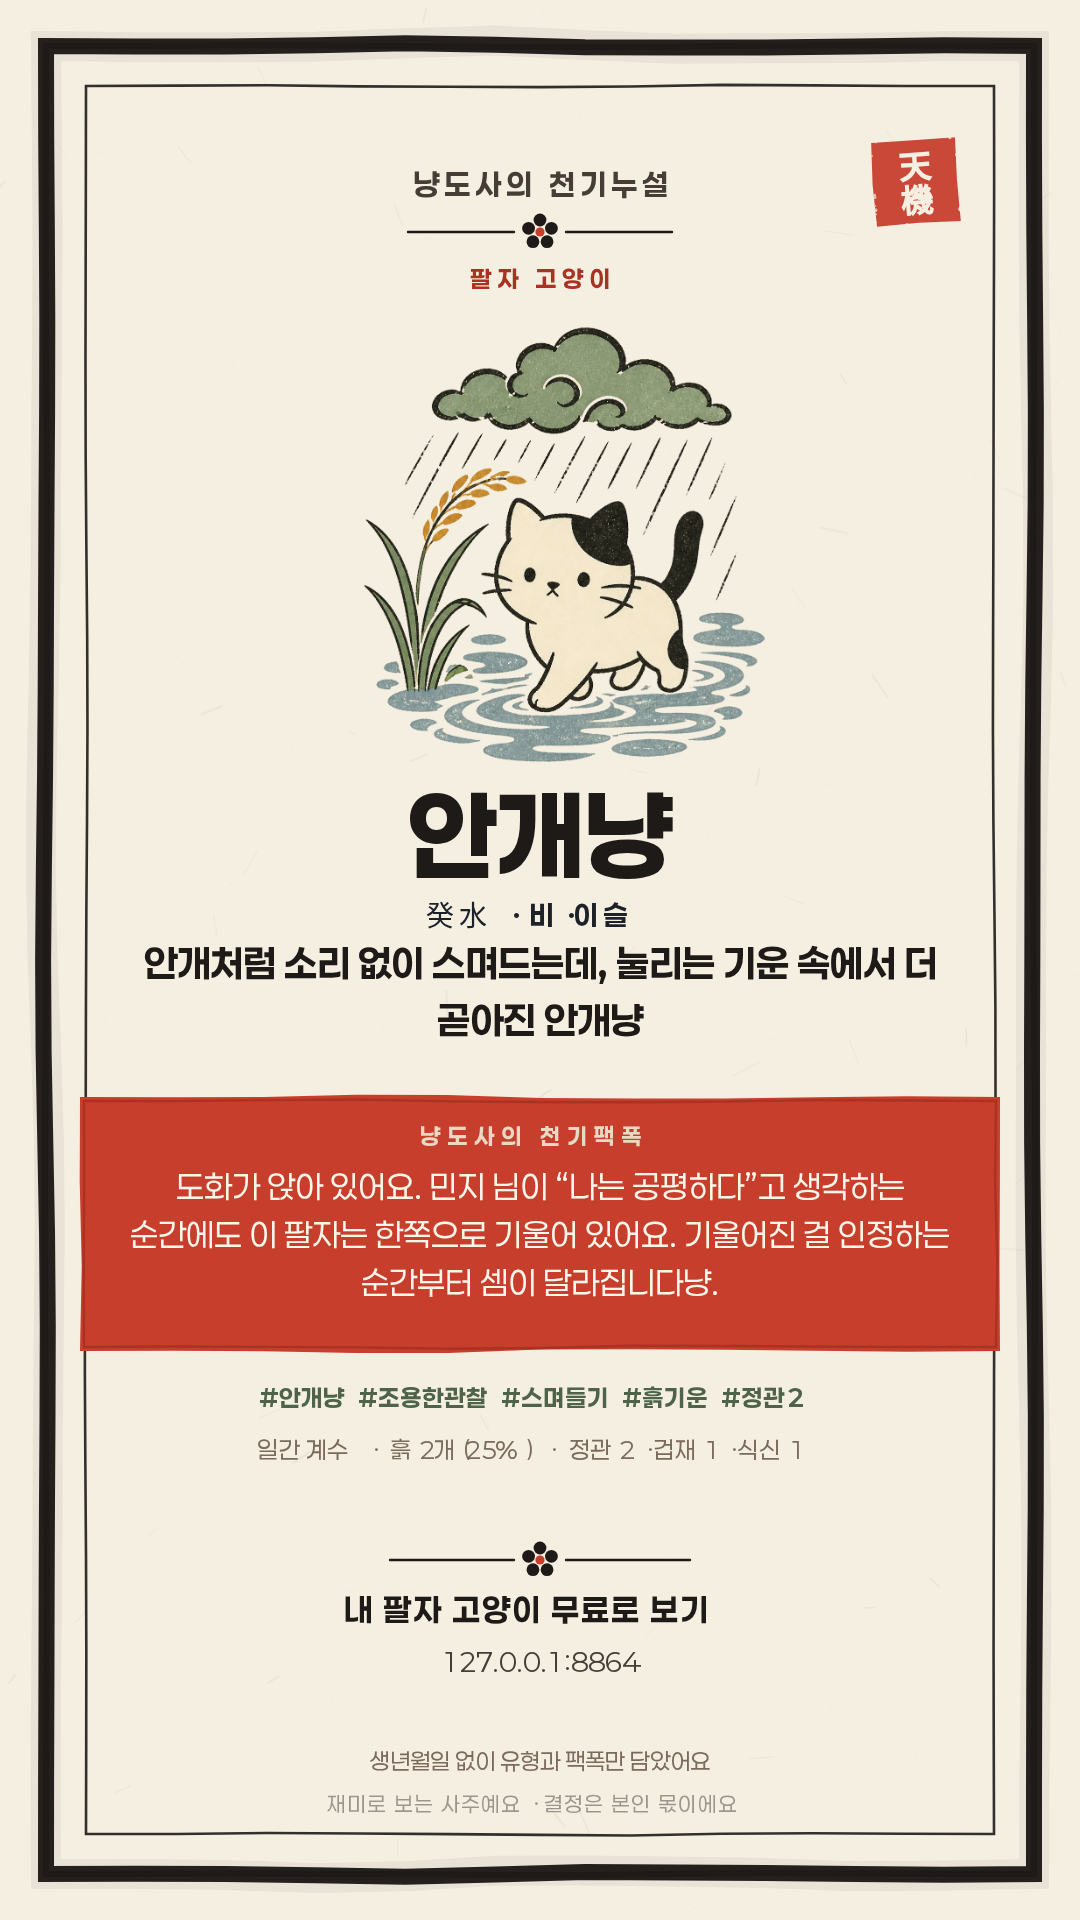 냥도사의 천기누설
天機
팔자 고양이
안개냥
癸水 · 비 ·이슬
안개처럼 소리 없이 스며드는데, 눌리는 기운 속에서 더
곧아진 안개냥
냥도사의 천기팩폭
도화가 앉아 있어요. 민지 님이 “나는 공평하다”고 생각하는
순간에도 이 팔자는 한쪽으로 기울어 있어요. 기울어진 걸 인정하는
순간부터 셈이 달라집니다냥.
#안개냥 #조용한관찰 #스며들기 #흙기운 #정관2
일간 계수 · 흙 2개 (25% ) · 정관 2 ·겁재 1 ·식신 1
내 팔자 고양이 무료로 보기
127.0.0.1:8864
생년월일 없이 유형과 팩폭만 담았어요
재미로 보는 사주예요 ·결정은 본인 몫이에요